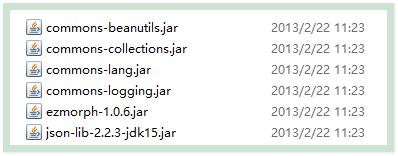 commons-beanutils.jar 2013/2/22 11:23
commons-collections.jar 2013/2/22 11:23
commons-lang.jar 2013/2/22 11:23
commons-logging.jar 2013/2/22 11:23
ezmorph-1.0.6.jar 2013/2/22 11:23
json-lib-2.2.3-jdk15.jar 2013/2/22 11:23